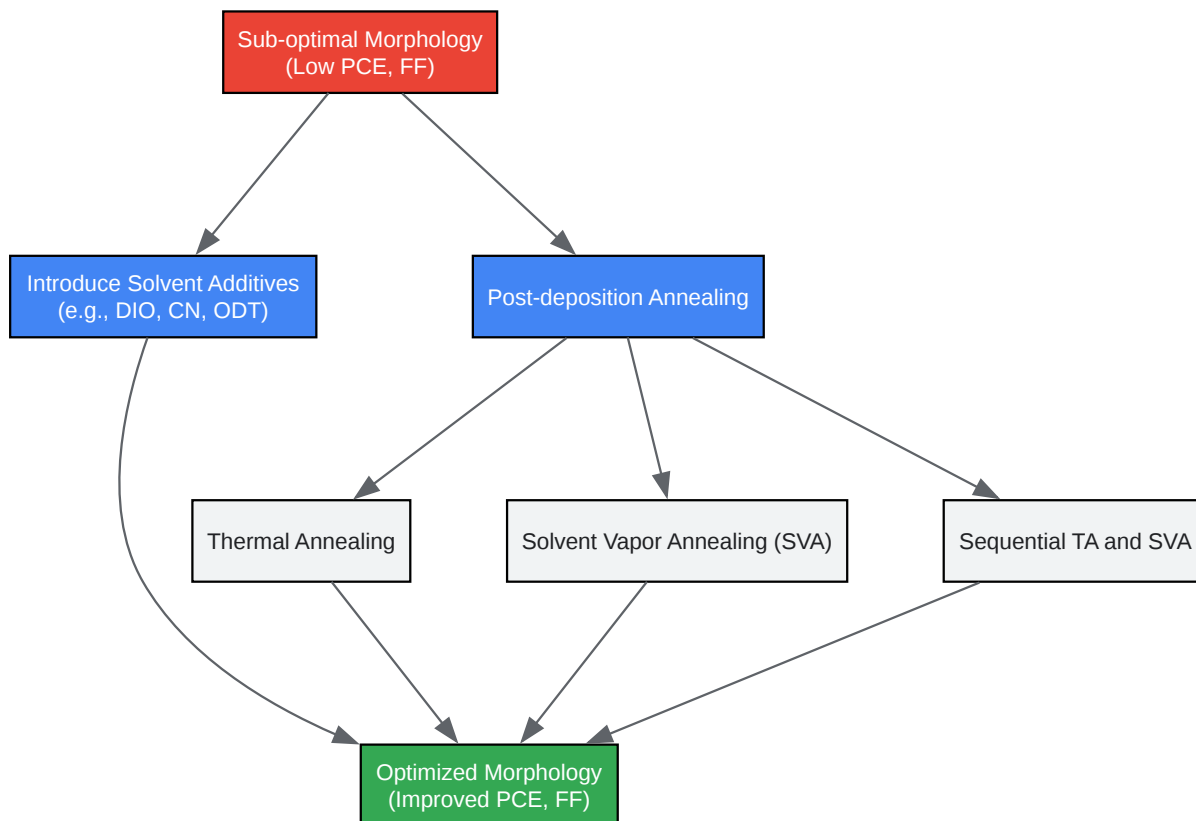 Sub-optimal Morphology
(Low PCE, FF)
Introduce Solvent Additives
(e.g., DIO, CN, ODT)
Post-deposition Annealing
Thermal Annealing
Solvent Vapor Annealing (SVA)
Sequential TA and SVA
Optimized Morphology
(Improved PCE, FF)